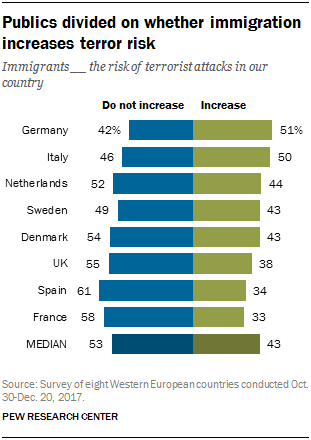 Publics divided on whether immigration
increases terror risk
Immigrants __ the risk of terrorist attacks in our
country
Do not increase Increase
Germany 42% 51%
Italy 46 50
Netherlands 52 44
Sweden 49 43
Denmark 54 43
UK 55 38
Spain 61 34
France 58 33
MEDIAN 53 43
Source: Survey of eight Western European countries conducted Oct.
30-Dec. 20, 2017.
PEW RESEARCH CENTER